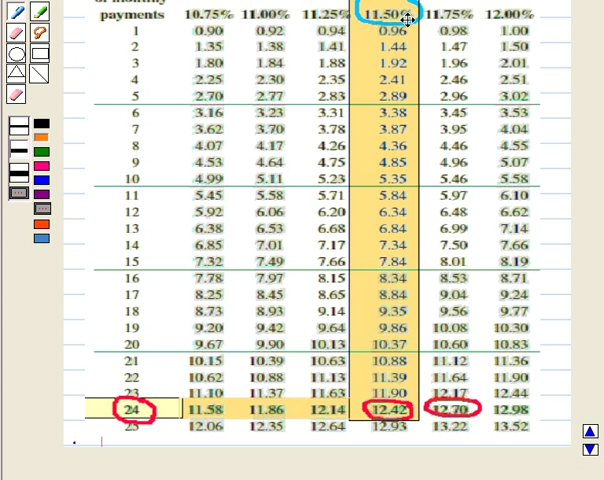 payments 10.75% 11.00% 11.25% 11.50% 11.75% 12.00%
1 0.90 0.92 0.94 0.96 0.98 1.00
2 1.35 1.38 1.41 1.44 1.47 1.50
3 1.80 1.84 1.88 1.92 1.96 2.01
4 2.25 2.30 2.35 2.41 2.46 2.51
5 2.70 2.77 2.83 2.89 2.96 3.02
6 3.16 3.23 3.31 3.38 3.45 3.53
7 3.62 3.70 3.78 3.87 3.95 4.04
8 4.07 4.17 4.26 4.36 4.46 4.55
9 4.53 4.64 4.75 4.85 4.96 5.07
10 4.99 5.11 5.23 5.35 5.46 5.58
11 5.45 5.58 5.71 5.84 5.97 6.10
12 5.92 6.06 6.20 6.34 6.48 6.62
13 6.38 6.53 6.68 6.84 6.99 7.14
14 6.85 7.01 7.17 7.34 7.50 7.66
15 7.32 7.49 7.66 7.84 8.01 8.19
16 7.78 7.97 8.15 8.34 8.53 8.71
17 8.25 8.45 8.65 8.84 9.04 9.24
18 8.73 8.93 9.14 9.35 9.56 9.77
19 9.20 9.42 9.64 9.86 10.08 10.30
20 9.67 9.90 10.13 10.37 10.60 10.83
21 10.15 10.39 10.63 10.88 11.12 11.36
22 10.62 10.88 11.13 11.39 11.64 11.90
23 11.10 11.37 11.63 11.90 12.17 12.44
24 11.58 11.86 12.14 12.42 12.70 12.98
25 12.06 12.35 12.64 12.93 13.22 13.52